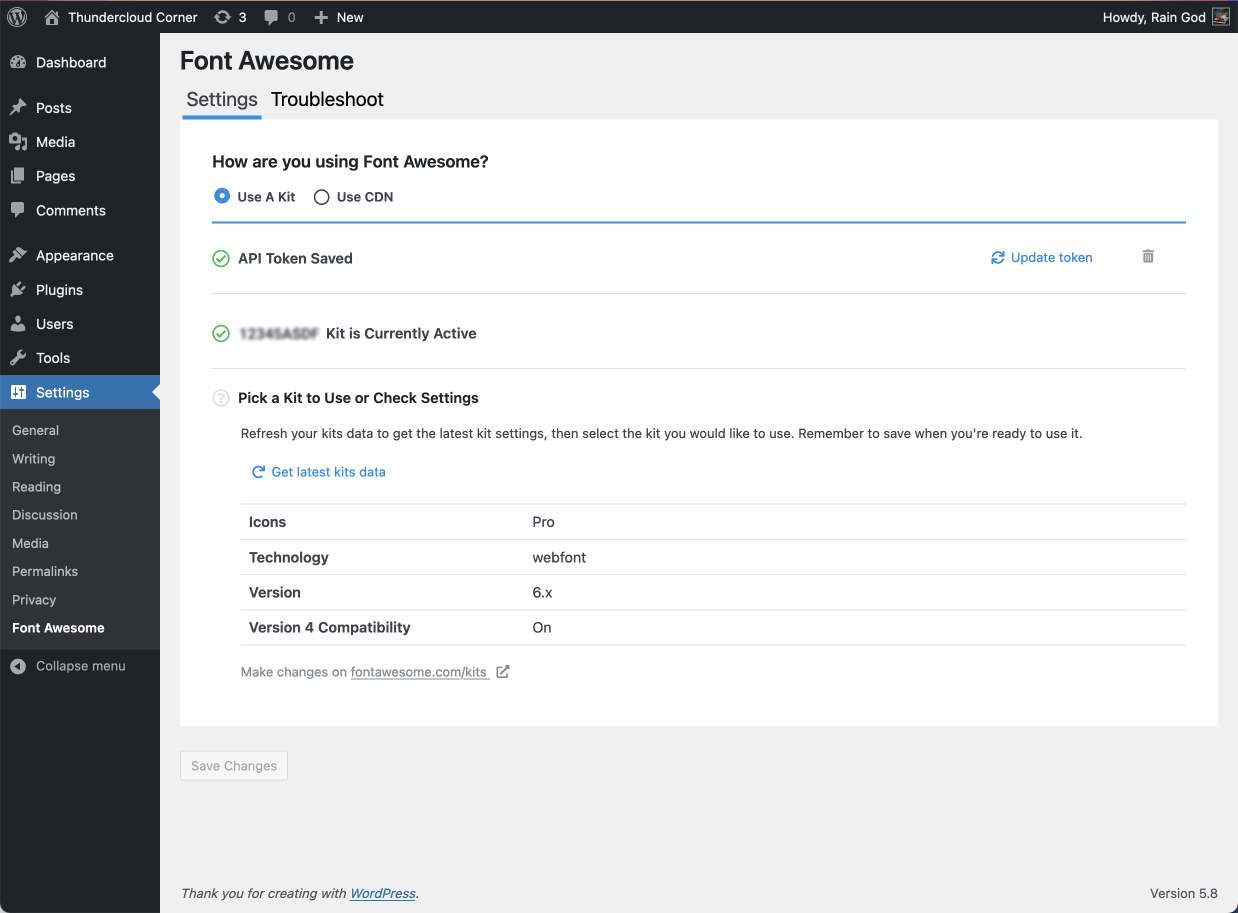 Thundercloud Corner 3 0 New Howdy, Rain God
Dashboard
Posts
Media
Pages
Comments
Appearance
Plugins
Users
Tools
Settings
General
Writing
Reading
Discussion
Media
Permalinks
Privacy
Font Awesome
Collapse menu
Font Awesome
Settings Troubleshoot
How are you using Font Awesome?
Use A Kit Use CDN
API Token Saved Update token
Kit is Currently Active
Pick a Kit to Use or Check Settings
Refresh your kits data to get the latest kit settings, then select the kit you would like to use. Remember to save when you're ready to use it.
Get latest kits data
Icons Pro
Technology webfont
Version 6.x
Version 4 Compatibility On
Make changes on fontawesome.com/kits
Save Changes
Thank you for creating with WordPress. Version 5.8